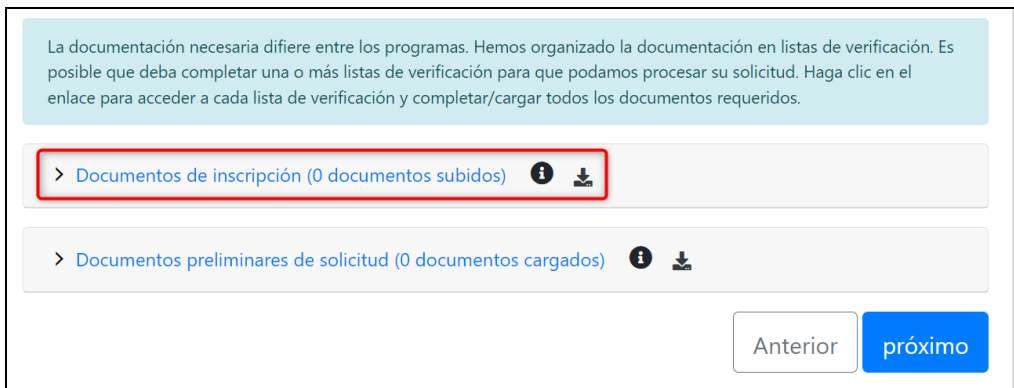 La documentación necesaria difiere entre los programas. Hemos organizado la documentación en listas de verificación. Es
posible que deba completar una o más listas de verificación para que podamos procesar su solicitud. Haga clic en el
enlace para acceder a cada lista de verificación y completar/cargar todos los documentos requeridos.
Documentos de inscripción (0 documentos subidos)
Documentos preliminares de solicitud (0 documentos cargados)
Anterior próximo